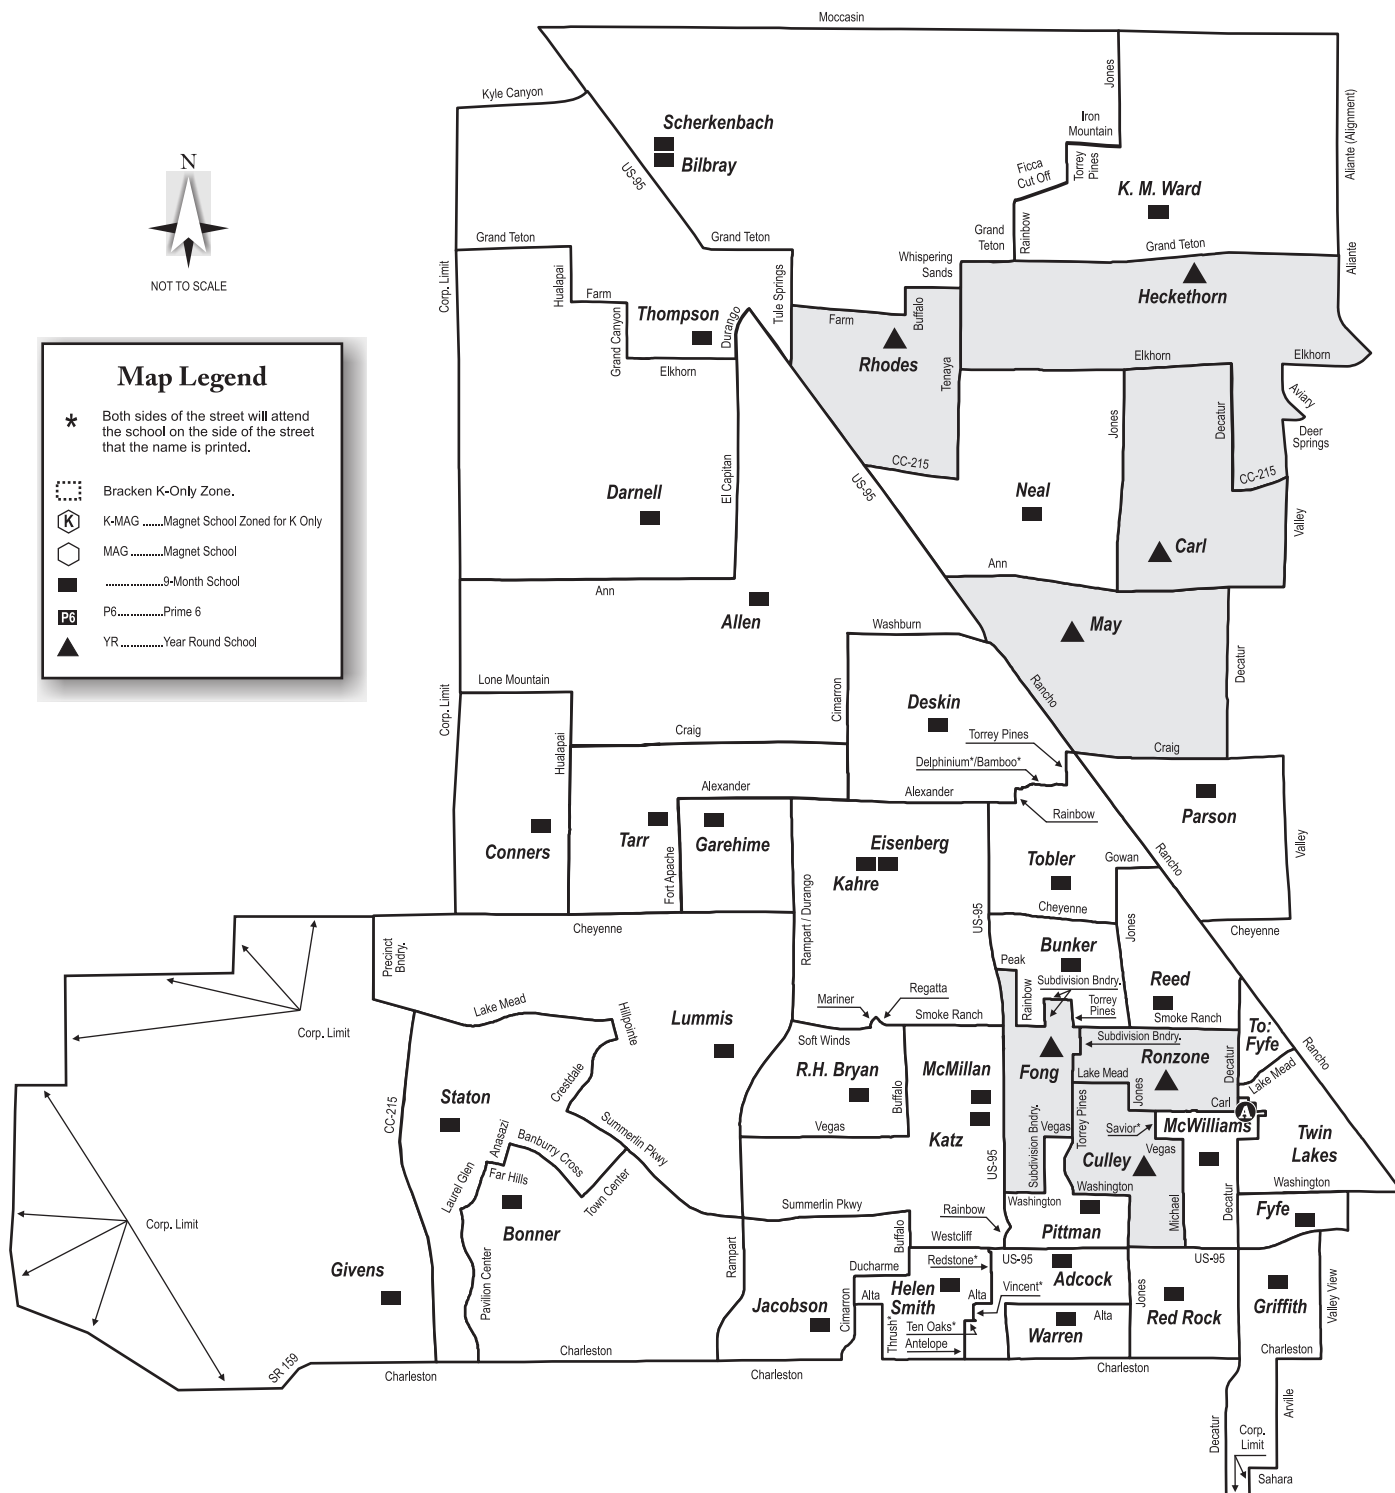 Moccasin
Kyle Canyon
Jones
Aliante (Alignment)
Scherkenbach
Bilbray
US-95
Iron
Mountain
Ficca
Cut Off
Torrey
Pines
K. M. Ward
N
NOT TO SCALE
Grand Teton
Grand Teton
Grand
Teton
Rainbow
Grand Teton
Aliante
Corp. Limit
Hualapai
Farm
Grand Canyon
Thompson
Durango
Tule Springs
Elkhorn
Whispering
Sands
Farm
Buffalo
Rhodes
Tenaya
Heckethorn
Elkhorn
Elkhorn
Aviary
Deer
Springs
Jones
Decatur
CC-215
CC-215
US-95
Map Legend
* Both sides of the street will attend
the school on the side of the street
that the name is printed.
Bracken K-Only Zone.
K K-MAG ......Magnet School Zoned for K Only
MAG ..........Magnet School
...................9-Month School
P6 P6..............Prime 6
YR .............Year Round School
Darnell
El Capitan
Neal
Carl
Valley
Ann
Ann
Allen
May
Washburn
Decatur
Lone Mountain
Corp. Limit
Cimarron
Deskin
Rancho
Craig
Torrey Pines
Craig
Hualapai
Delphinium*/Bamboo*
Alexander
Alexander
Rainbow
Parson
Conners
Tarr
Garehime
Fort Apache
Eisenberg
Kahre
Tobler
Gowan
Rancho
Valley
Rampart / Durango
US-95
Cheyenne
Cheyenne
Cheyenne
Jones
Precinct
Bndry.
Bunker
Peak
Subdivision Bndry.
Rainbow
Torrey
Pines
Reed
Corp. Limit
Lake Mead
Hillpointe
Lummis
Mariner
Regatta
Smoke Ranch
Smoke Ranch
Soft Winds
To:
Fyfe
Subdivision Bndry.
Rancho
R.H. Bryan
Buffalo
McMillan
Fong
Ronzone
Lake Mead
Jones
Decatur
Lake Mead
CC-215
Staton
Crestdale
Carl
A
Anasazi
Banburry Cross
Summerlin Pkwy
Vegas
Katz
Vegas
Torrey Pines
Savior*
McWilliams
Vegas
Twin
Lakes
Laurel Glen
Far Hills
Town Center
US-95
Subdivision Bndry.
Culley
Washington
Washington
Washington
Corp. Limit
Bonner
Summerlin Pkwy
Buffalo
Rainbow
Westcliff
Pittman
Michael
Decatur
Fyfe
Givens
Pavilion Center
Rampart
Ducharme
Redstone*
US-95
US-95
Adcock
Vincent*
Jones
Jacobson
Cimarron
Alta
Helen
Smith
Alta
Thrush*
Ten Oaks*
Antelope
Warren
Alta
Red Rock
Griffith
Valley View
SR 159
Charleston
Charleston
Charleston
Charleston
Charleston
Decatur
Arville
Corp.
Limit
Sahara